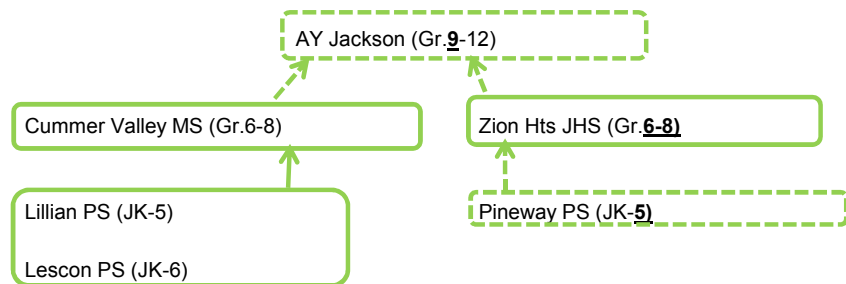 AY Jackson (Gr.9-12)
Cummer Valley MS (Gr.6-8)
Zion Hts JHS (Gr.6-8)
Lillian PS (JK-5)
Pineway PS (JK-5)
Lescon PS (JK-6)